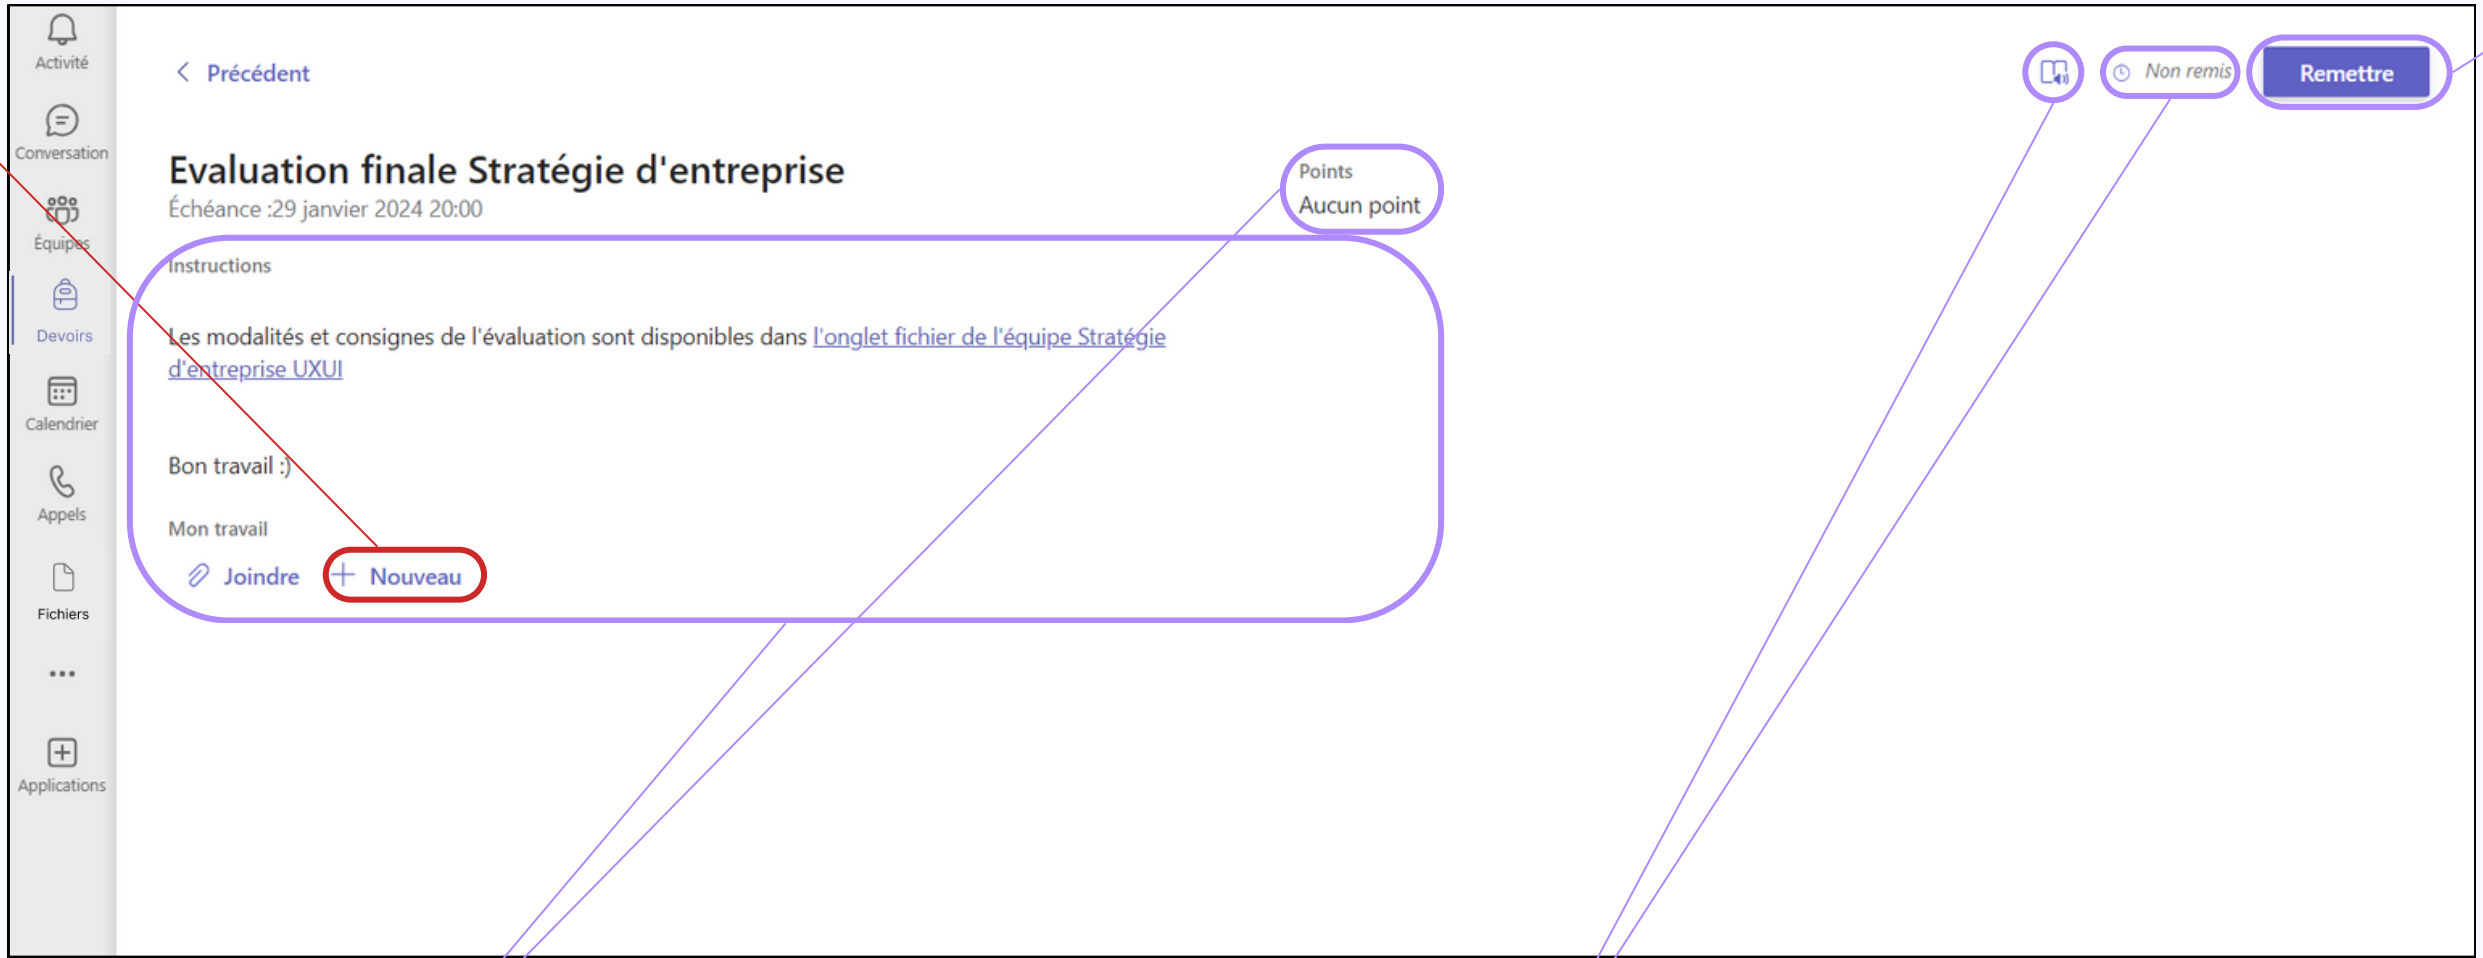 Activité
Conversation
Équipes
Devoirs
Calendrier
Appels
Fichiers
Applications
Précédent
Non remis
Remettre
Evaluation finale Stratégie d'entreprise
Échéance :29 janvier 2024 20:00
Points
Aucun point
Instructions
Les modalités et consignes de l'évaluation sont disponibles dans l'onglet fichier de l'équipe Stratégie
d'entreprise UXUI
Bon travail :)
Mon travail
Joindre
Nouveau